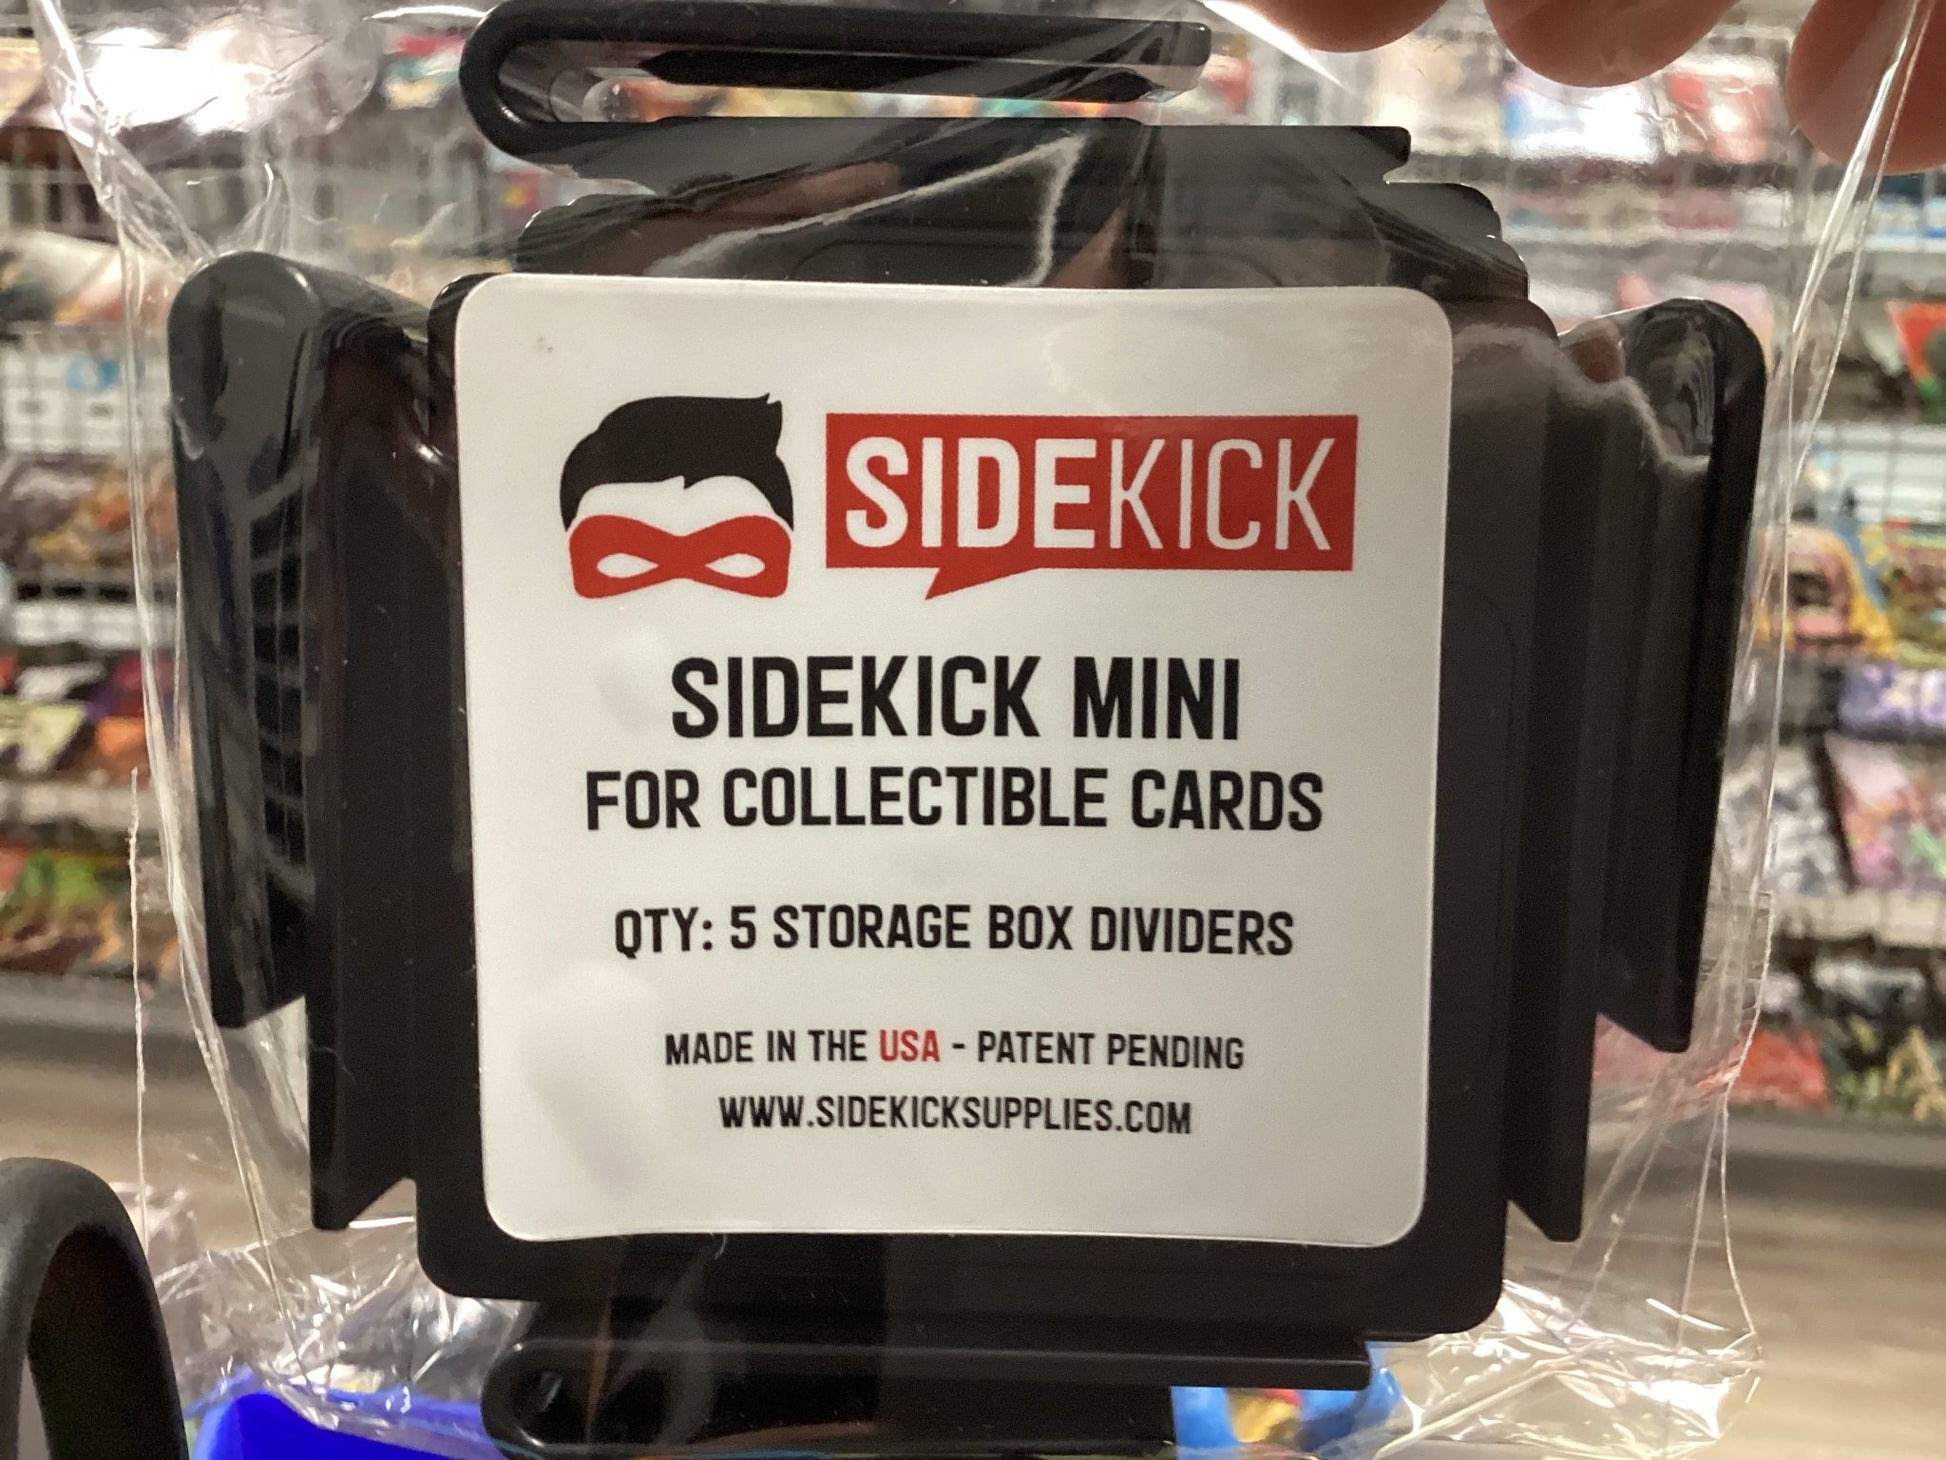 SIDEKICK
SIDEKICK MINI
FOR COLLECTIBLE CARDS
QTY: 5 STORAGE BOX DIVIDERS
MADE IN THE USA - PATENT PENDING
WWW.SIDEKICKSUPPLIES.COM